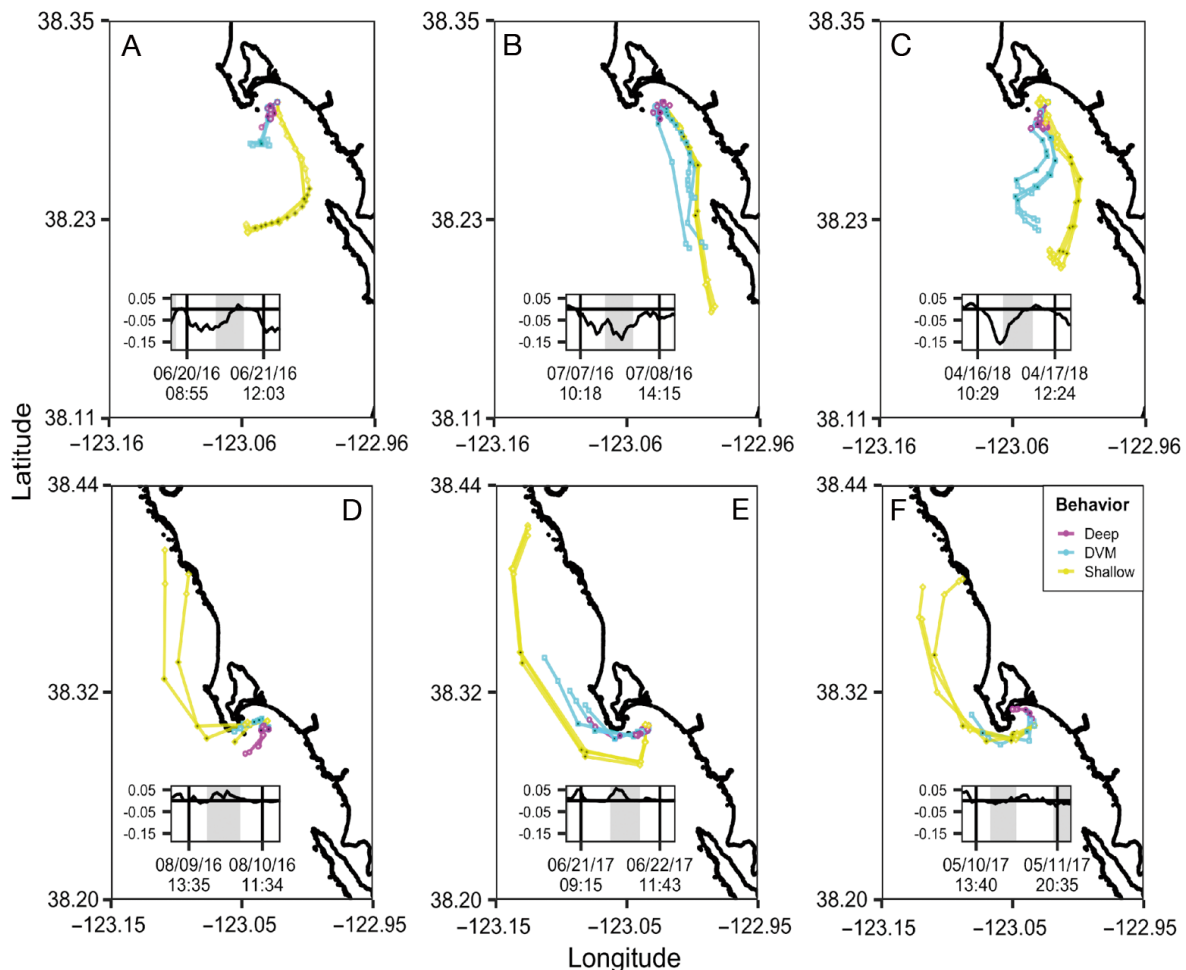 Latitude
38.35
38.23
38.11
A
0.05
-0.05
-0.15
06/20/16 06/21/16
08:55 12:03
−123.16 −123.06 −122.96
B
0.05
-0.05
-0.15
07/07/16 07/08/16
10:18 14:15
−123.16 −123.06 −122.96
C
0.05
-0.05
-0.15
04/16/18 04/17/18
10:29 12:24
−123.16 −123.06 −122.96
38.44
38.32
38.20
D
0.05
-0.05
-0.15
08/09/16 08/10/16
13:35 11:34
−123.15 −123.05 −122.95
38.44
38.32
38.20
E
0.05
-0.05
-0.15
06/21/17 06/22/17
09:15 11:43
−123.15 −123.05 −122.95
38.44
38.32
38.20
F
Behavior
Deep
DVM
Shallow
0.05
-0.05
-0.15
05/10/17 05/11/17
13:40 20:35
−123.15 −123.05 −122.95
Longitude